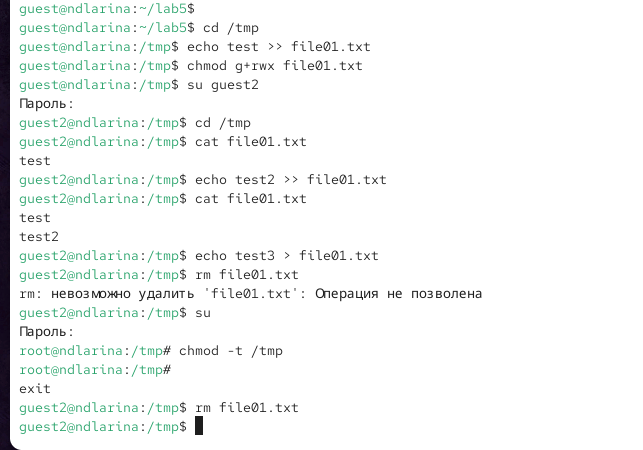 guest@ndlarina:~/lab5$
guest@ndlarina:~/lab5$ cd /tmp
guest@ndlarina:/tmp$ echo test >> file01.txt
guest@ndlarina:/tmp$ chmod g+rwx file01.txt
guest@ndlarina:/tmp$ su guest2
Пароль:
guest2@ndlarina:/tmp$ cd /tmp
guest2@ndlarina:/tmp$ cat file01.txt
test
guest2@ndlarina:/tmp$ echo test2 >> file01.txt
guest2@ndlarina:/tmp$ cat file01.txt
test
test2
guest2@ndlarina:/tmp$ echo test3 > file01.txt
guest2@ndlarina:/tmp$ rm file01.txt
rm: невозможно удалить 'file01.txt': Операция не позволена
guest2@ndlarina:/tmp$ su
Пароль:
root@ndlarina:/tmp# chmod -t /tmp
root@ndlarina:/tmp#
exit
guest2@ndlarina:/tmp$ rm file01.txt
guest2@ndlarina:/tmp$